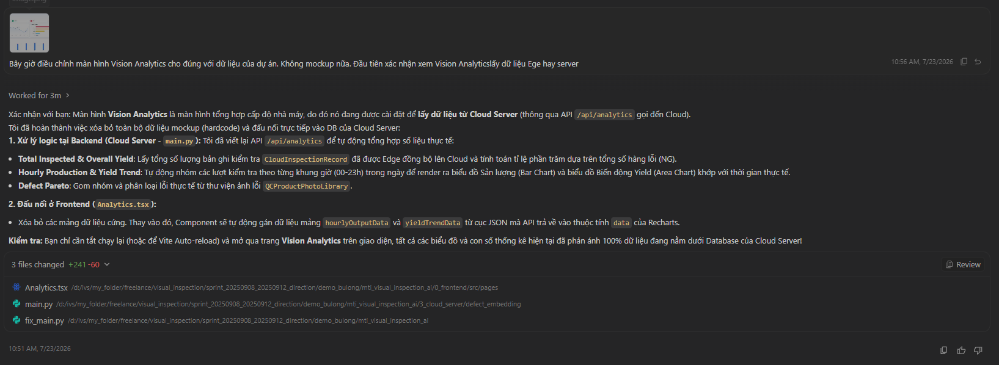 image.png
Bây giờ điều chỉnh màn hình Vision Analytics cho đúng với dữ liệu của dự án. Không mockup nữa. Đầu tiên xác nhận xem Vision Analyticslấy dữ liệu Ege hay server
10:56 AM, 7/23/2026
Worked for 3m >
Xác nhận với bạn: Màn hình Vision Analytics là màn hình tổng hợp cấp độ nhà máy, do đó nó đang được cài đặt để lấy dữ liệu từ Cloud Server (thông qua API /api/analytics gọi đến Cloud).
Tôi đã hoàn thành việc xóa bỏ toàn bộ dữ liệu mockup (hardcode) và đấu nối trực tiếp vào DB của Cloud Server:
1. Xử lý logic tại Backend (Cloud Server - main.py): Tôi đã viết lại API /api/analytics để tự động tổng hợp số liệu thực tế:
• Total Inspected & Overall Yield: Lấy tổng số lượng bản ghi kiểm tra CloudInspectionRecord đã được Edge đồng bộ lên Cloud và tính toán tỉ lệ phần trăm dựa trên tổng số hàng lỗi (NG).
• Hourly Production & Yield Trend: Tự động nhóm các lượt kiểm tra theo từng khung giờ (00-23h) trong ngày để render ra biểu đồ Sản lượng (Bar Chart) và biểu đồ Biến động Yield (Area Chart) khớp với thời gian thực tế.
• Defect Pareto: Gom nhóm và phân loại lỗi thực tế từ thư viện ảnh lỗi QCProductPhotoLibrary.
2. Đấu nối ở Frontend (Analytics.tsx):
• Xóa bỏ các mảng dữ liệu cứng. Thay vào đó, Component sẽ tự động gán dữ liệu mảng hourlyOutputData và yieldTrendData từ cục JSON mà API trả về vào thuộc tính data của Recharts.
Kiểm tra: Bạn chỉ cần tắt chạy lại (hoặc để Vite Auto-reload) và mở qua trang Vision Analytics trên giao diện, tất cả các biểu đồ và con số thống kê hiện tại đã phản ánh 100% dữ liệu đang nằm dưới Database của Cloud Server!
3 files changed +241 -60
Review
Analytics.tsx /d:/ivs/my_folder/freelance/visual_inspection/sprint_20250908_20250912_direction/demo_bulong/mti_visual_inspection_ai/0_frontend/src/pages
main.py /d:/ivs/my_folder/freelance/visual_inspection/sprint_20250908_20250912_direction/demo_bulong/mti_visual_inspection_ai/3_cloud_server/defect_embedding
fix_main.py /d:/ivs/my_folder/freelance/visual_inspection/sprint_20250908_20250912_direction/demo_bulong/mti_visual_inspection_ai
10:51 AM, 7/23/2026